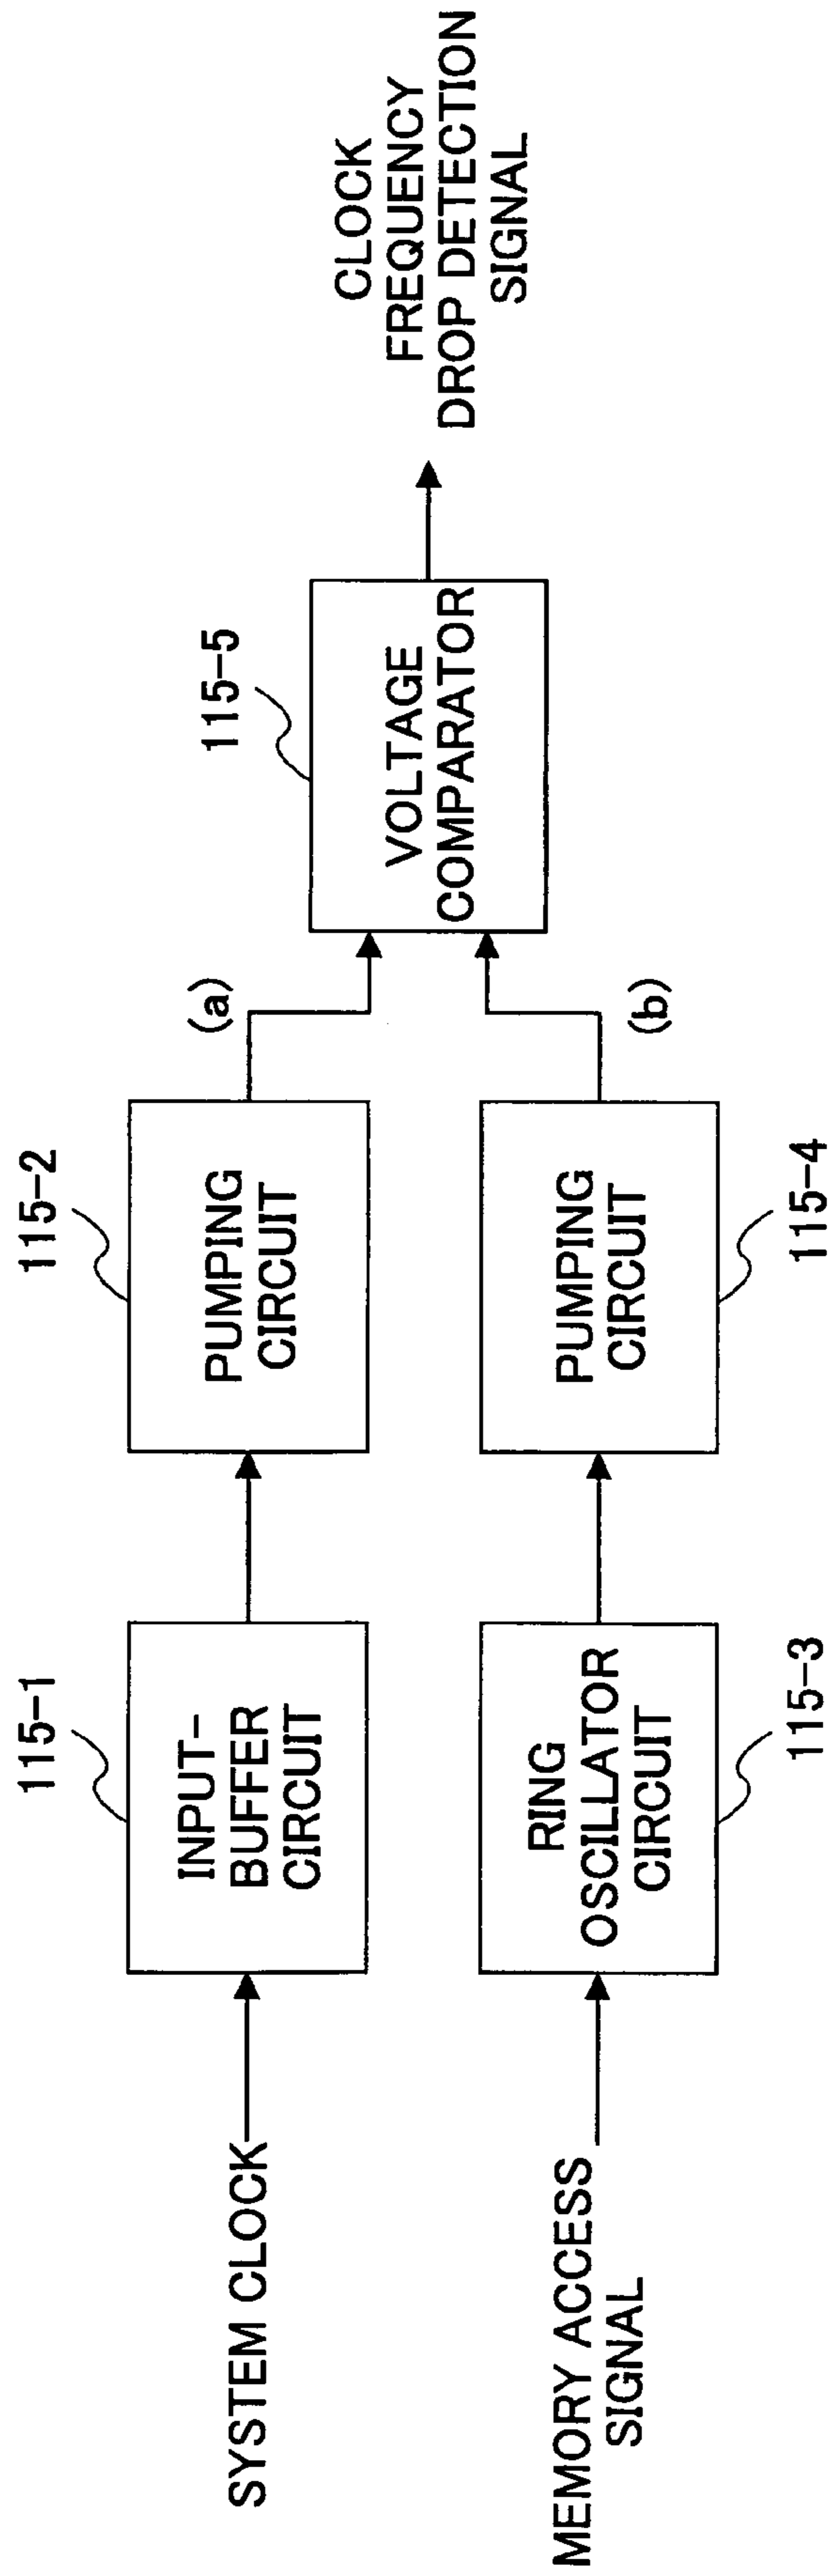 SYSTEM CLOCK
115-1
INPUT-
BUFFER
CIRCUIT
115-2
PUMPING
CIRCUIT
(a)
MEMORY ACCESS
SIGNAL
RING
OSCILLATOR
CIRCUIT
115-3
PUMPING
CIRCUIT
115-4
(b)
115-5
VOLTAGE
COMPARATOR
CLOCK
FREQUENCY
DROP DETECTION
SIGNAL